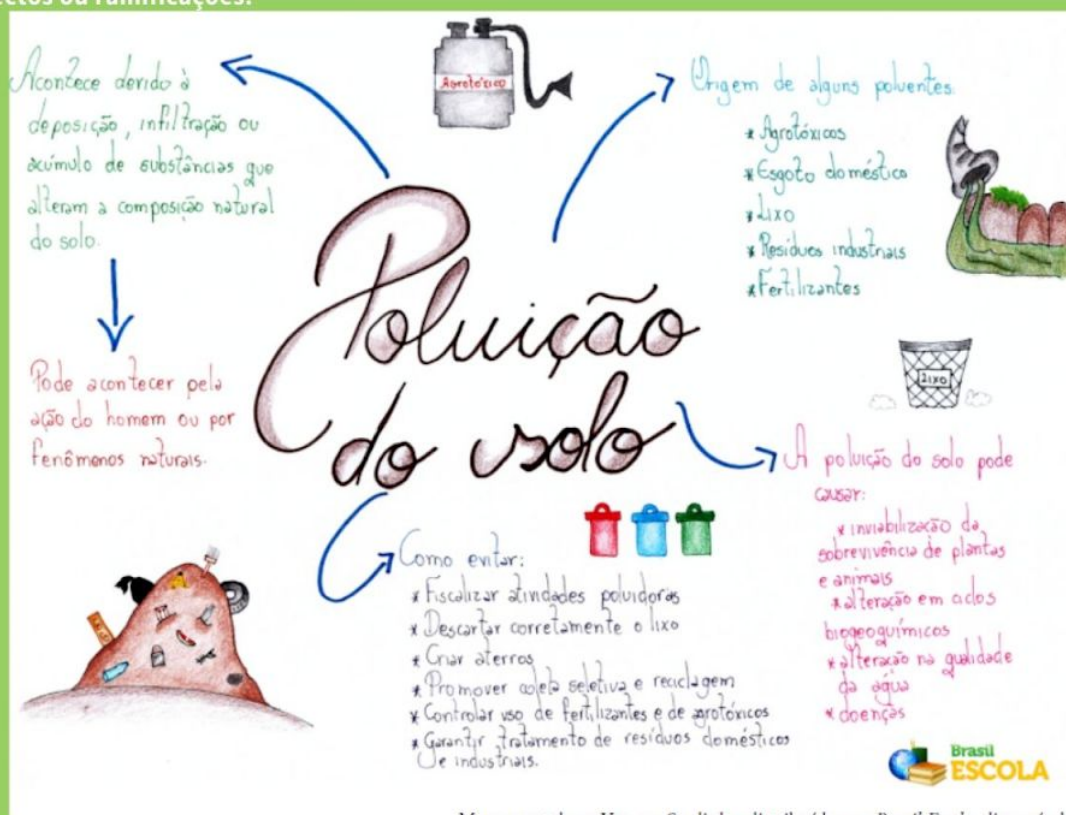 Agrotóxico
Acontece devido à
deposição, infiltração ou
acúmulo de substâncias que
alteram a composição natural
do solo.
Pode acontecer pela
ação do homem ou por
fenômenos naturais.
Poluição
do solo
Origem de alguns poluentes.
* Agrotóxicos
* Esgoto doméstico
* Lixo
* Resíduos industriais
* Fertilizantes
Lixo
A poluição do solo pode
causar:
* inviabilização da
sobrevivência de plantas
e animais
* alteração em ciclos
biogeoquímicos
* alteração na qualidade
da água
* doenças
Como evitar:
* Fiscalizar atividades poluidoras
* Descartar corretamente o lixo
* Criar aterros
* Promover coleta seletiva e reciclagem
* Controlar uso de fertilizantes e de agrotóxicos
* Garantir tratamento de resíduos domésticos
e industriais.
Brasil
ESCOLA